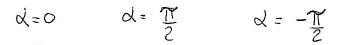 α̇=0 α̇= π/2 α̇= -π/2